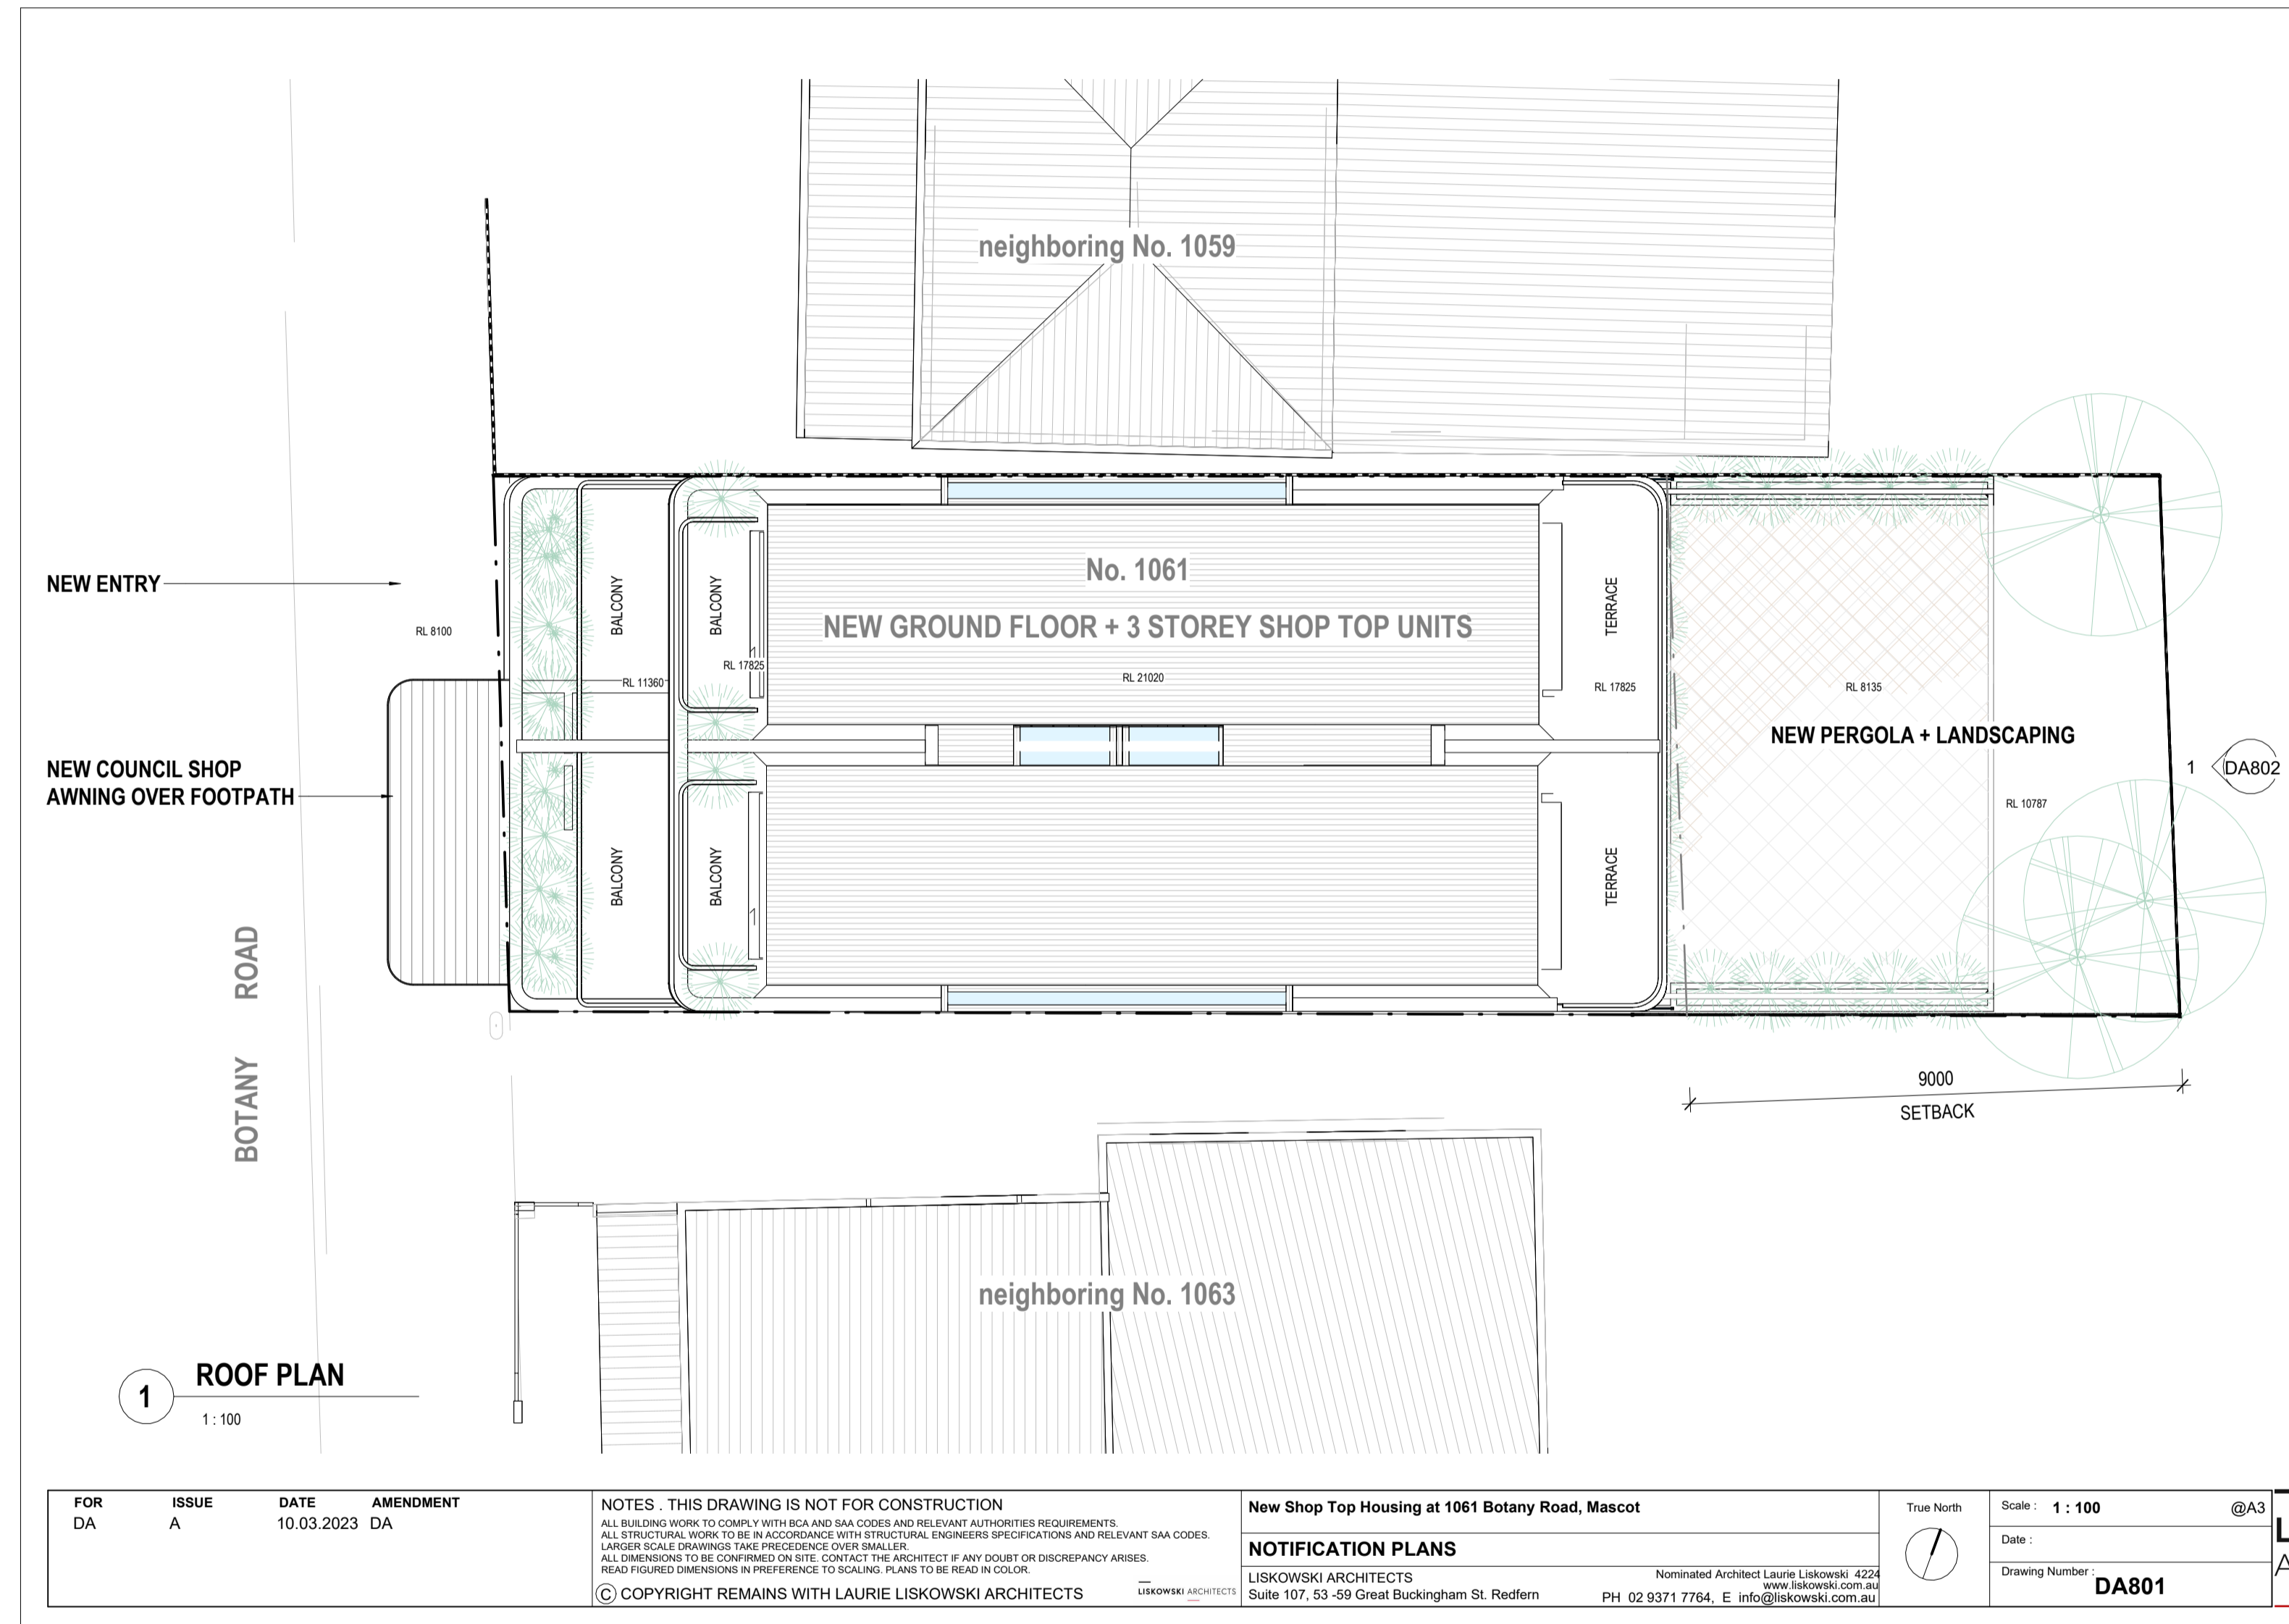 neighboring No. 1059
NEW ENTRY
RL 8100
BALCONY
BALCONY
No. 1061
NEW GROUND FLOOR + 3 STOREY SHOP TOP UNITS
RL 17825
RL 11360
RL 21020
TERRACE
RL 17825
RL 8135
NEW PERGOLA + LANDSCAPING
1
DA802
RL 10787
NEW COUNCIL SHOP
AWNING OVER FOOTPATH
BALCONY
BALCONY
1
1
TERRACE
BOTANY ROAD
9000
SETBACK
neighboring No. 1063
1
ROOF PLAN
1 : 100
FOR ISSUE DATE AMENDMENT
DA A 10.03.2023 DA
NOTES . THIS DRAWING IS NOT FOR CONSTRUCTION
ALL BUILDING WORK TO COMPLY WITH BCA AND SAA CODES AND RELEVANT AUTHORITIES REQUIREMENTS.
ALL STRUCTURAL WORK TO BE IN ACCORDANCE WITH STRUCTURAL ENGINEERS SPECIFICATIONS AND RELEVANT SAA CODES.
LARGER SCALE DRAWINGS TAKE PRECEDENCE OVER SMALLER.
ALL DIMENSIONS TO BE CONFIRMED ON SITE. CONTACT THE ARCHITECT IF ANY DOUBT OR DISCREPANCY ARISES.
READ FIGURED DIMENSIONS IN PREFERENCE TO SCALING. PLANS TO BE READ IN COLOR.
© COPYRIGHT REMAINS WITH LAURIE LISKOWSKI ARCHITECTS
LISKOWSKI ARCHITECTS
New Shop Top Housing at 1061 Botany Road, Mascot
NOTIFICATION PLANS
LISKOWSKI ARCHITECTS
Suite 107, 53 -59 Great Buckingham St. Redfern
Nominated Architect Laurie Liskowski 4224
www.liskowski.com.au
PH 02 9371 7764, E info@liskowski.com.au
True North
Scale : 1 : 100 @A3
Date :
Drawing Number :
DA801
L
A